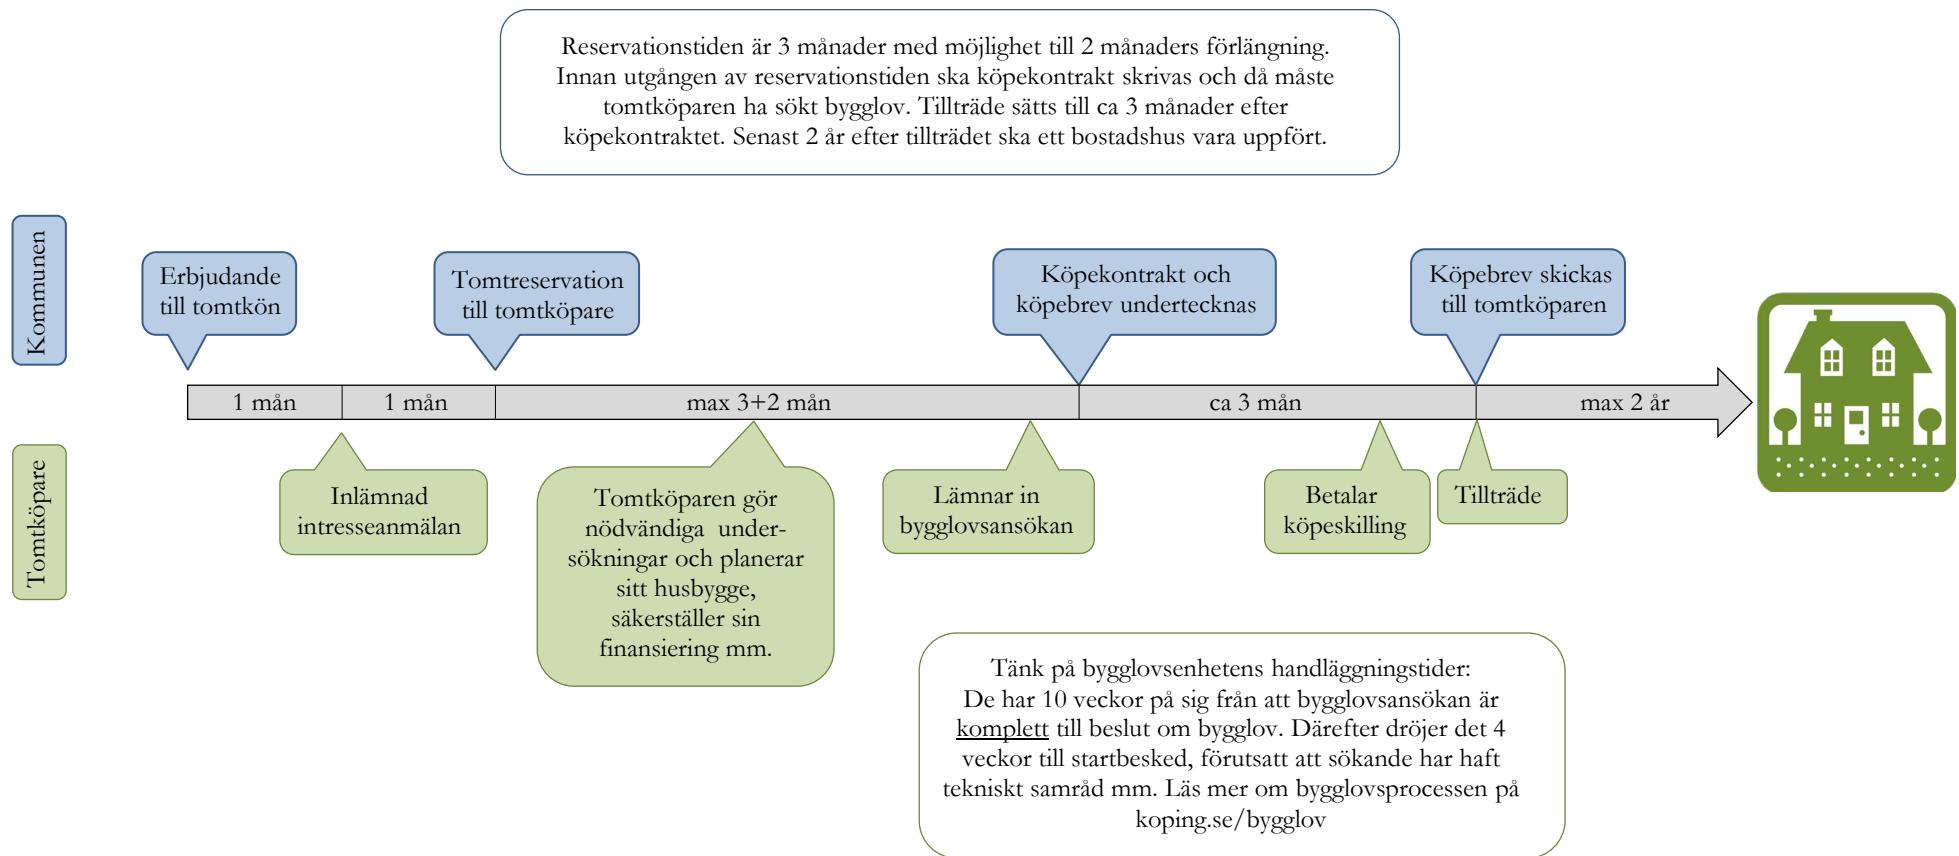 Reservationstiden är 3 månader med möjlighet till 2 månaders förlängning.
Innan utgången av reservationstiden ska köpekontrakt skrivas och då måste
tomtköparen ha sökt bygglov. Tillträde sätts till ca 3 månader efter
köpekontraktet. Senast 2 år efter tillträdet ska ett bostadshus vara uppfört.
Kommunen
Erbjudande
till tomtkön
Tomtreservation
till tomtköpare
Köpekontrakt och
köpebrev undertecknas
Köpebrev skickas
till tomtköparen
1 mån
1 mån
max 3+2 mån
ca 3 mån
max 2 år
Tomtköpare
Inlämnad
intresseanmälan
Tomtköparen gör
nödvändiga under-
sökningar och planerar
sitt husbygge,
säkerställer sin
finansiering mm.
Lämnar in
bygglovsansökan
Betalar
köpeskilling
Tillträde
Tänk på bygglovsenhetens handläggningstider:
De har 10 veckor på sig från att bygglovsansökan är
komplett till beslut om bygglov. Därefter dröjer det 4
veckor till startbesked, förutsatt att sökande har haft
tekniskt samråd mm. Läs mer om bygglovsprocessen på
koping.se/bygglov